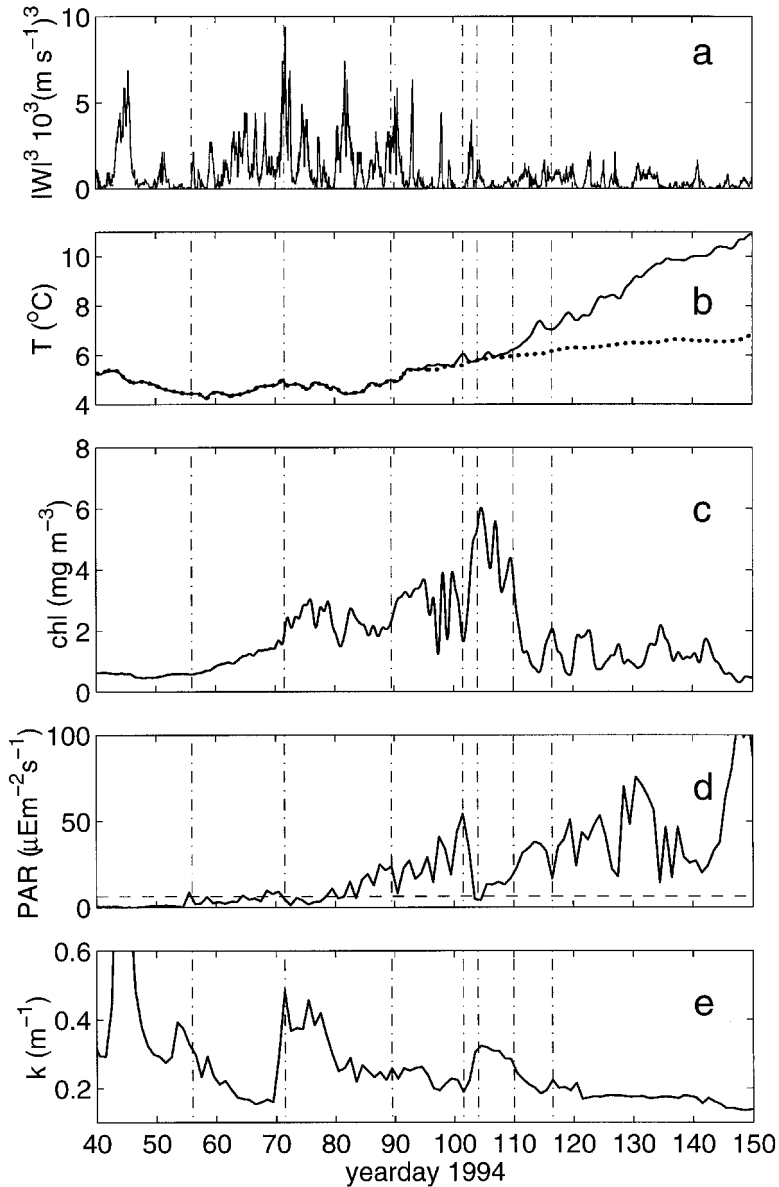 10
5
0
|W|³ 10³(m s⁻¹)³
a
10
8
6
4
T (°C)
b
8
6
4
2
0
chl (mg m⁻³)
c
100
50
0
PAR (μEm⁻²s⁻¹)
d
0.6
0.4
0.2
k (m⁻¹)
e
40 50 60 70 80 90 100 110 120 130 140 150
yearday 1994